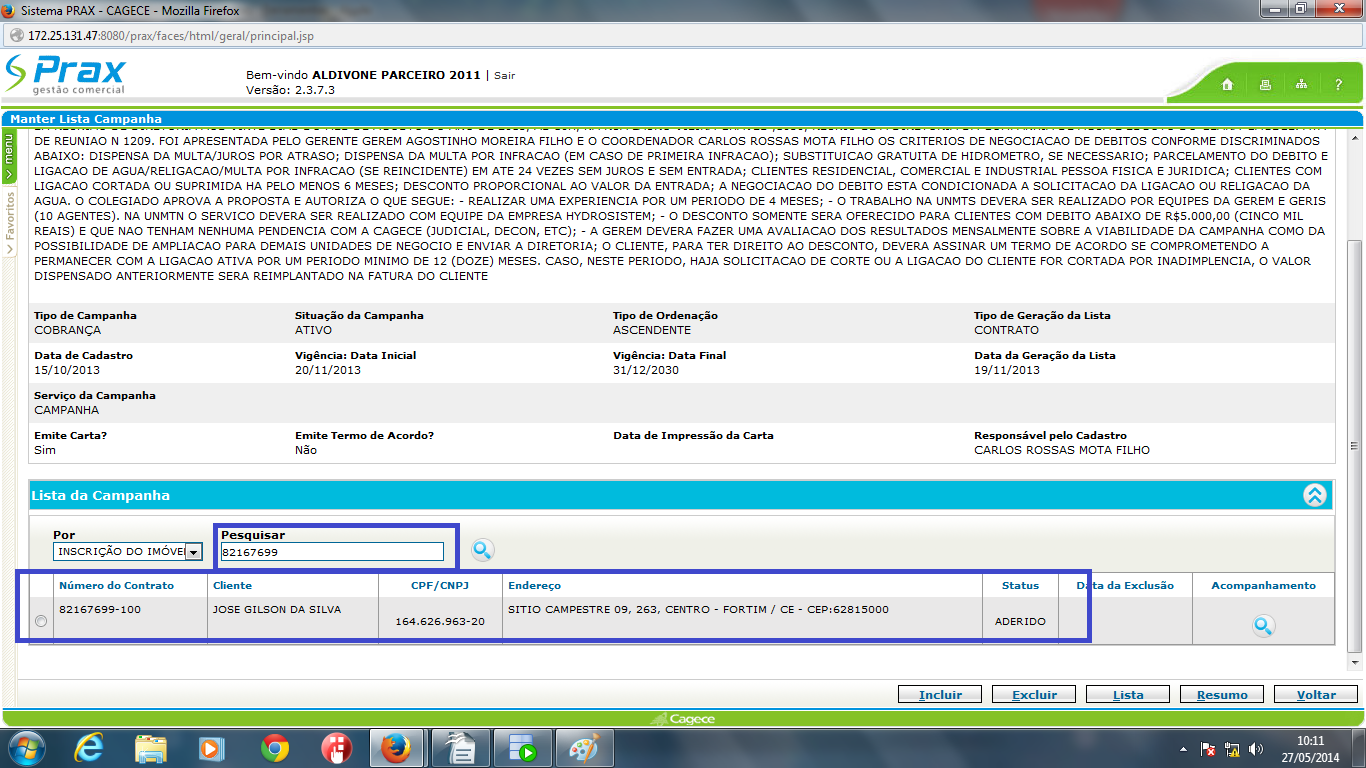 Sistema PRAX - CAGECE - Mozilla Firefox
172.25.131.47:8080/prax/faces/html/geral/principal.jsp
Prax
gestão comercial
Bem-vindo ALDIVONE PARCEIRO 2011 | Sair
Versão: 2.3.7.3
?
Manter Lista Campanha
menu
Favoritos
DE REUNIAO N 1209. FOI APRESENTADA PELO GERENTE GEREM AGOSTINHO MOREIRA FILHO E O COORDENADOR CARLOS ROSSAS MOTA FILHO OS CRITERIOS DE NEGOCIACAO DE DEBITOS CONFORME DISCRIMINADOS
ABAIXO: DISPENSA DA MULTA/JUROS POR ATRASO; DISPENSA DA MULTA POR INFRACAO (EM CASO DE PRIMEIRA INFRACAO); SUBSTITUICAO GRATUITA DE HIDROMETRO, SE NECESSARIO; PARCELAMENTO DO DEBITO E
LIGACAO DE AGUA/RELIGACAO/MULTA POR INFRACAO (SE REINCIDENTE) EM ATE 24 VEZES SEM JUROS E SEM ENTRADA; CLIENTES RESIDENCIAL, COMERCIAL E INDUSTRIAL PESSOA FISICA E JURIDICA; CLIENTES COM
LIGACAO CORTADA OU SUPRIMIDA HA PELO MENOS 6 MESES; DESCONTO PROPORCIONAL AO VALOR DA ENTRADA; A NEGOCIACAO DO DEBITO ESTA CONDICIONADA A SOLICITACAO DA LIGACAO OU RELIGACAO DA
AGUA. O COLEGIADO APROVA A PROPOSTA E AUTORIZA O QUE SEGUE: - REALIZAR UMA EXPERIENCIA POR UM PERIODO DE 4 MESES; - O TRABALHO NA UNMTS DEVERA SER REALIZADO POR EQUIPES DA GEREM E GERIS
(10 AGENTES). NA UNMTN O SERVICO DEVERA SER REALIZADO COM EQUIPE DA EMPRESA HYDROSISTEM; - O DESCONTO SOMENTE SERA OFERECIDO PARA CLIENTES COM DEBITO ABAIXO DE R$5.000,00 (CINCO MIL
REAIS) E QUE NAO TENHAM NENHUMA PENDENCIA COM A CAGECE (JUDICIAL, DECON, ETC); - A GEREM DEVERA FAZER UMA AVALIACAO DOS RESULTADOS MENSALMENTE SOBRE A VIABILIDADE DA CAMPANHA COMO DA
POSSIBILIDADE DE AMPLIACAO PARA DEMAIS UNIDADES DE NEGOCIO E ENVIAR A DIRETORIA; O CLIENTE, PARA TER DIREITO AO DESCONTO, DEVERA ASSINAR UM TERMO DE ACORDO SE COMPROMETENDO A
PERMANECER COM A LIGACAO ATIVA POR UM PERIODO MINIMO DE 12 (DOZE) MESES. CASO, NESTE PERIODO, HAJA SOLICITACAO DE CORTE OU A LIGACAO DO CLIENTE FOR CORTADA POR INADIMPLENCIA, O VALOR
DISPENSADO ANTERIORMENTE SERA REIMPLANTADO NA FATURA DO CLIENTE
Tipo de Campanha Situação da Campanha Tipo de Ordenação Tipo de Geração da Lista
COBRANÇA ATIVO ASCENDENTE CONTRATO
Data de Cadastro Vigência: Data Inicial Vigência: Data Final Data da Geração da Lista
15/10/2013 20/11/2013 31/12/2030 19/11/2013
Serviço da Campanha
CAMPANHA
Emite Carta? Emite Termo de Acordo? Data de Impressão da Carta Responsável pelo Cadastro
Sim Não CARLOS ROSSAS MOTA FILHO
Lista da Campanha
Por Pesquisar
INSCRIÇÃO DO IMÓVE 82167699
Número do Contrato Cliente CPF/CNPJ Endereço Status Data da Exclusão Acompanhamento
82167699-100 JOSE GILSON DA SILVA 164.626.963-20 SITIO CAMPESTRE 09, 263, CENTRO - FORTIM / CE - CEP:62815000 ADERIDO
Incluir Excluir Lista Resumo Voltar
Cagece
10:11
27/05/2014